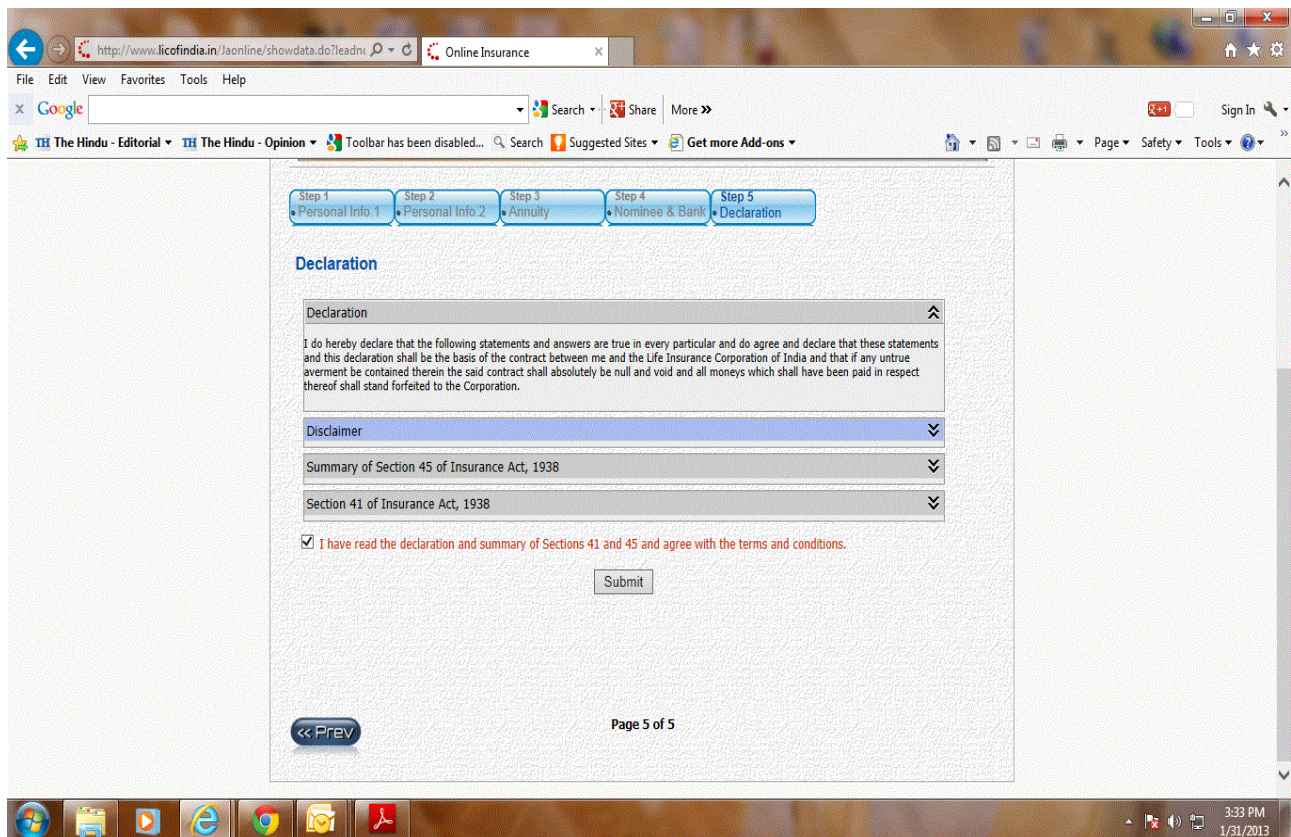 http://www.licofindia.in/Jaonline/showdata.do?leadno
Online Insurance
File Edit View Favorites Tools Help
x Google Search Share More »
Sign In
TH The Hindu - Editorial TH The Hindu - Opinion Toolbar has been disabled... Search Suggested Sites Get more Add-ons Page Safety Tools
Step 1 Step 2 Step 3 Step 4 Step 5
Personal Info.1 Personal Info.2 Annuity Nominee & Bank Declaration
Declaration
Declaration
I do hereby declare that the following statements and answers are true in every particular and do agree and declare that these statements
and this declaration shall be the basis of the contract between me and the Life Insurance Corporation of India and that if any untrue
averment be contained therein the said contract shall absolutely be null and void and all moneys which shall have been paid in respect
thereof shall stand forfeited to the Corporation.
Disclaimer
Summary of Section 45 of Insurance Act, 1938
Section 41 of Insurance Act, 1938
I have read the declaration and summary of Sections 41 and 45 and agree with the terms and conditions.
Submit
<< Prev
Page 5 of 5
3:33 PM
1/31/2013